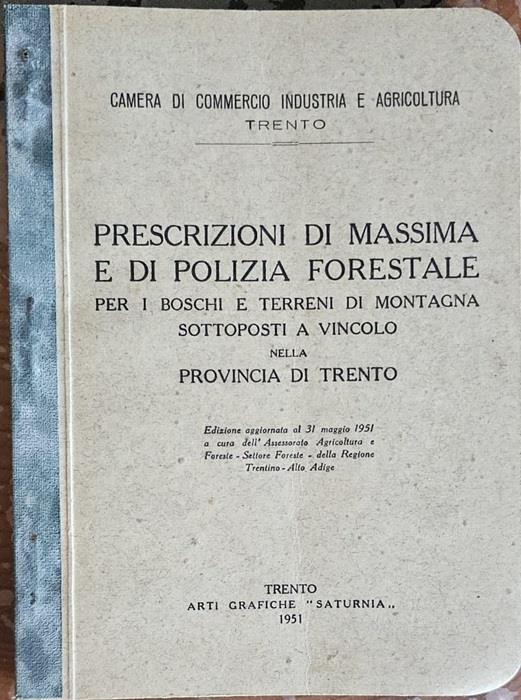 CAMERA DI COMMERCIO INDUSTRIA E AGRICOLTURA
TRENTO
PRESCRIZIONI DI MASSIMA
E DI POLIZIA FORESTALE
PER I BOSCHI E TERRENI DI MONTAGNA
SOTTOPOSTI A VINCOLO
NELLA
PROVINCIA DI TRENTO
Edizione aggiornata al 31 maggio 1951
a cura dell' Assessorato Agricoltura e
Foreste - Settore Foreste - della Regione
Trentino - Alto Adige
TRENTO
ARTI GRAFICHE "SATURNIA„
1951